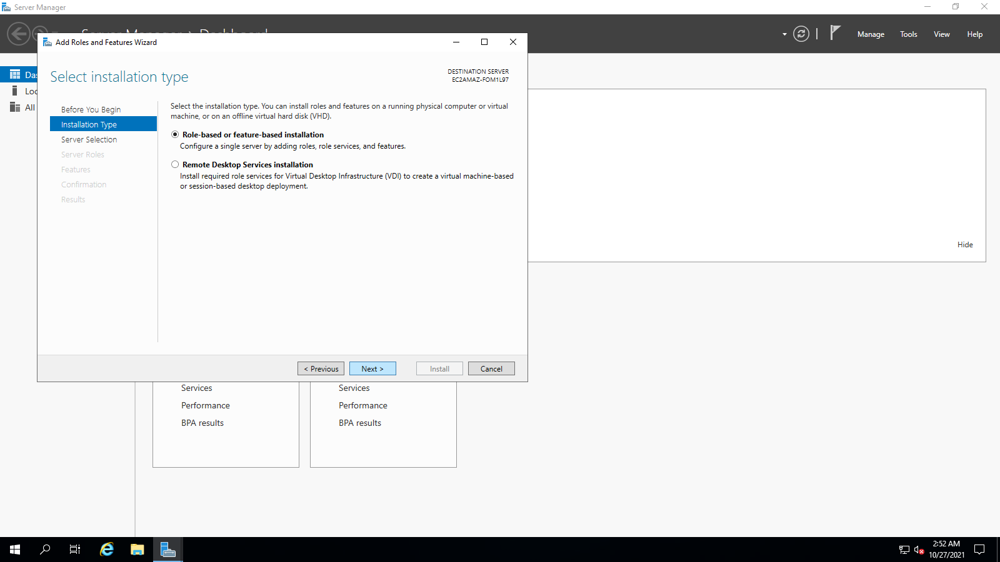 Server Manager
Manage
Tools
View
Help
Add Roles and Features Wizard
Select installation type
DESTINATION SERVER
EC2AMAZ-FOM1L97
Before You Begin
Installation Type
Server Selection
Server Roles
Features
Confirmation
Results
Select the installation type. You can install roles and features on a running physical computer or virtual
machine, or on an offline virtual hard disk (VHD).
Role-based or feature-based installation
Configure a single server by adding roles, role services, and features.
Remote Desktop Services installation
Install required role services for Virtual Desktop Infrastructure (VDI) to create a virtual machine-based
or session-based desktop deployment.
< Previous
Next >
Install
Cancel
All
Hide
Services
Performance
BPA results
Services
Performance
BPA results
2:52 AM
10/27/2021